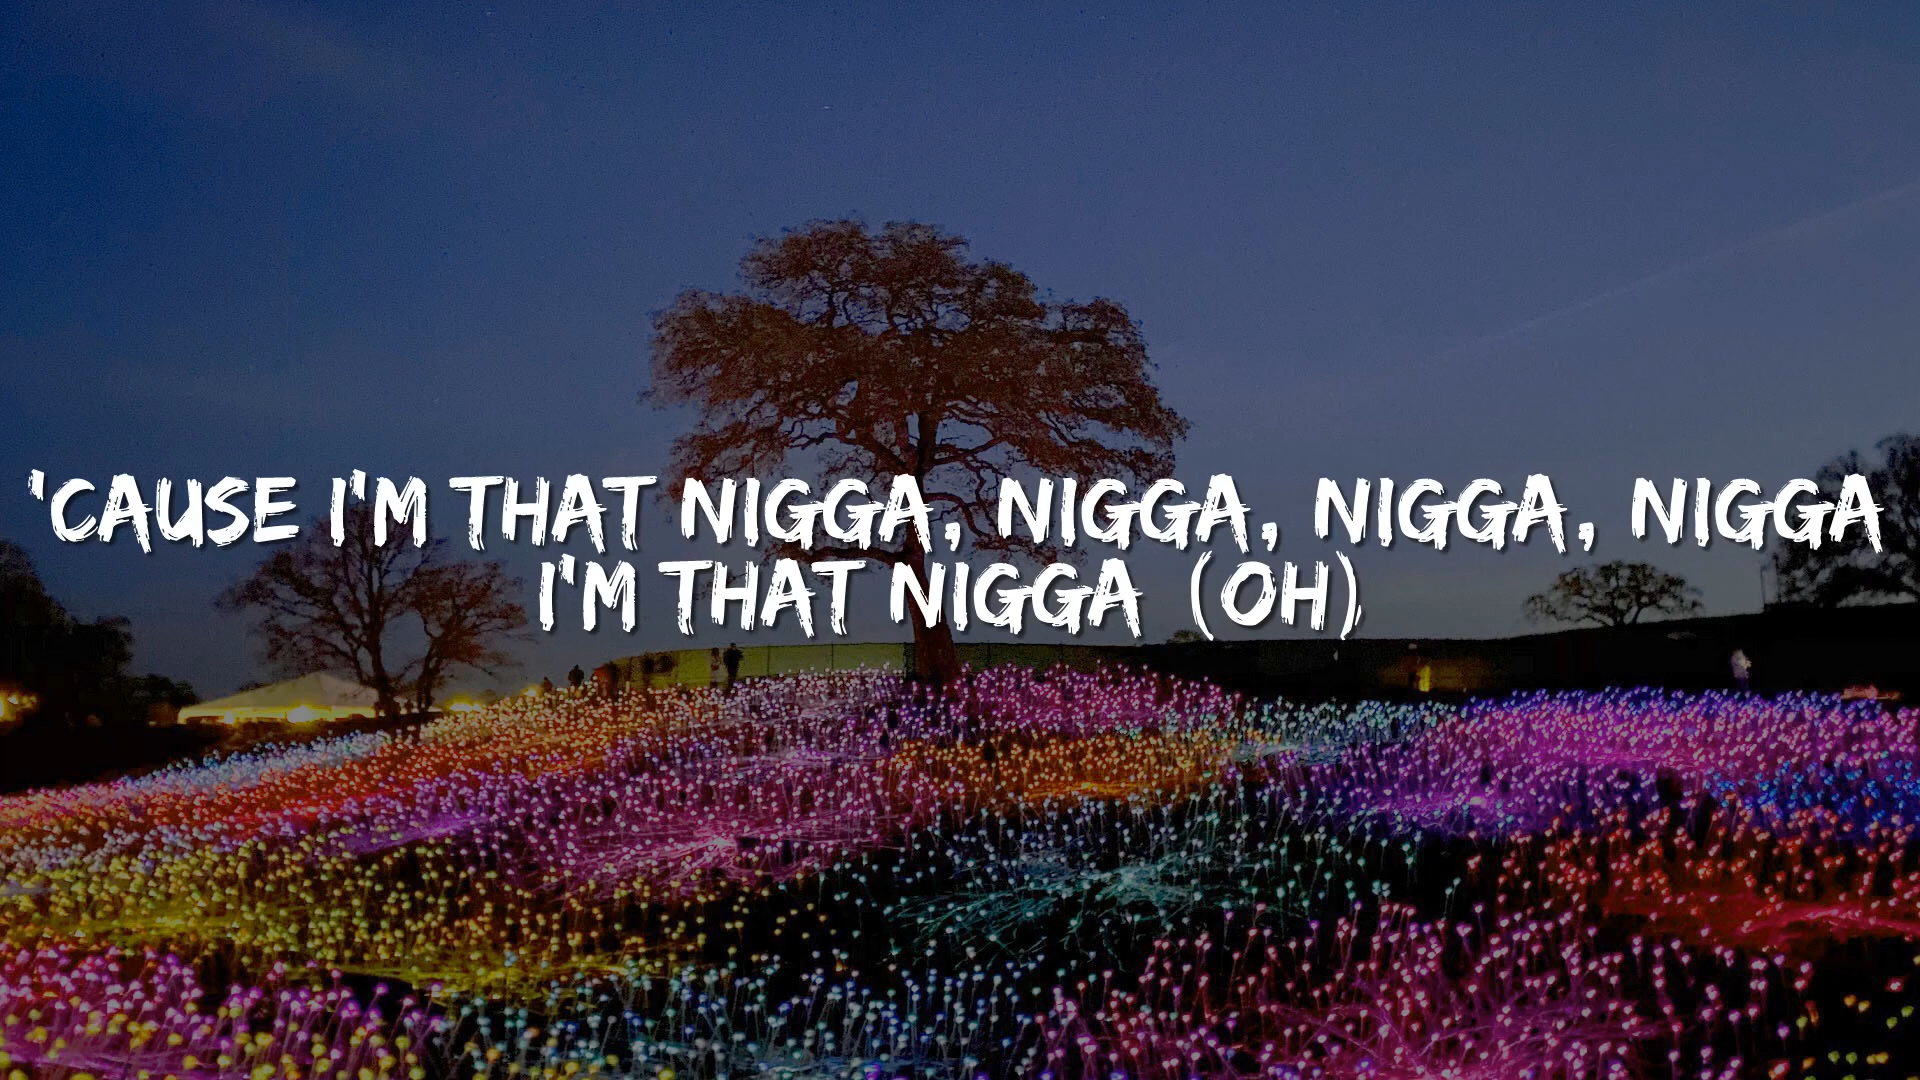 'CAUSE I'M THAT NIGGA, NIGGA, NIGGA, NIGGA
I'M THAT NIGGA (OH)